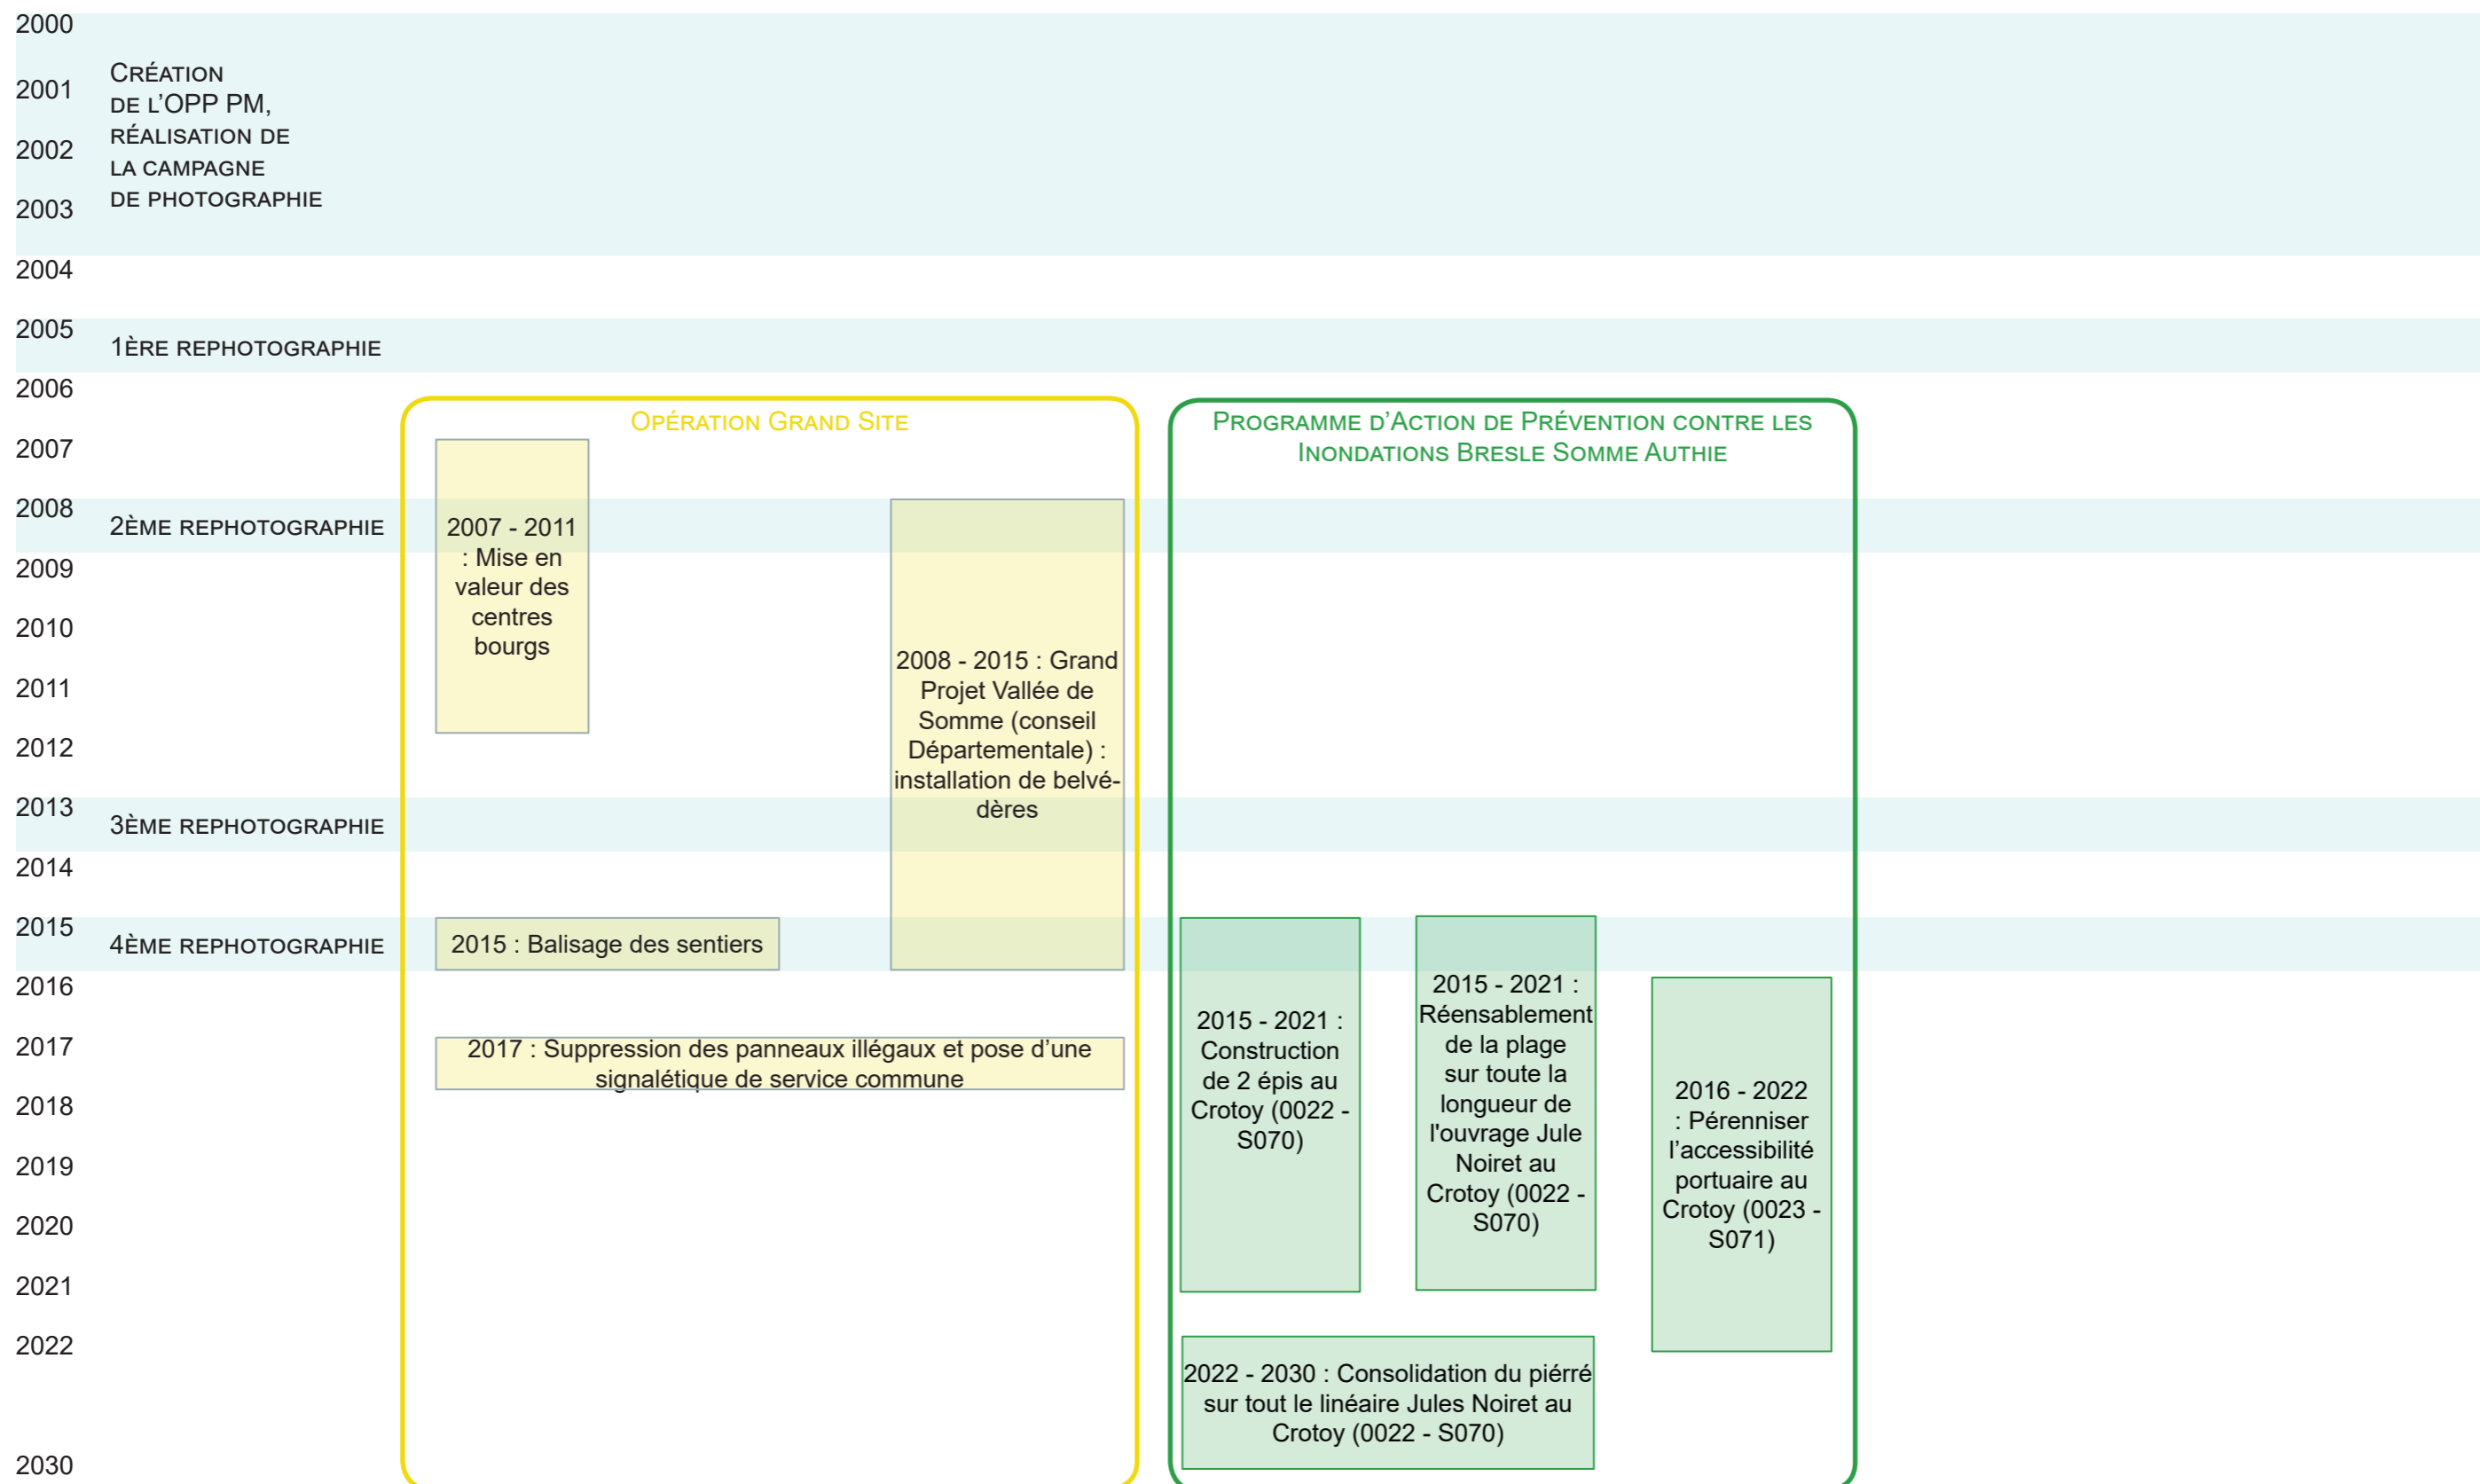 2000
2001
2002
2003
2004
2005
2006
2007
2008
2009
2010
2011
2012
2013
2014
2015
2016
2017
2018
2019
2020
2021
2022
2030
Création
de l’OPP PM,
réalisation de
la campagne
de photographie
1ère rephotographie
2ème rephotographie
3ème rephotographie
4ème rephotographie
Opération Grand Site
2007 - 2011
: Mise en
valeur des
centres
bourgs
2008 - 2015 : Grand
Projet Vallée de
Somme (conseil
Départementale) :
installation de belvé-
dères
2015 : Balisage des sentiers
2017 : Suppression des panneaux illégaux et pose d’une
signalétique de service commune
Programme d’Action de Prévention contre les
Inondations Bresle Somme Authie
2015 - 2021 :
Construction
de 2 épis au
Crotoy (0022 -
S070)
2015 - 2021 :
Réensablement
de la plage
sur toute la
longueur de
l'ouvrage Jule
Noiret au
Crotoy (0022 -
S070)
2016 - 2022
: Pérenniser
l’accessibilité
portuaire au
Crotoy (0023 -
S071)
2022 - 2030 : Consolidation du piérré
sur tout le linéaire Jules Noiret au
Crotoy (0022 - S070)